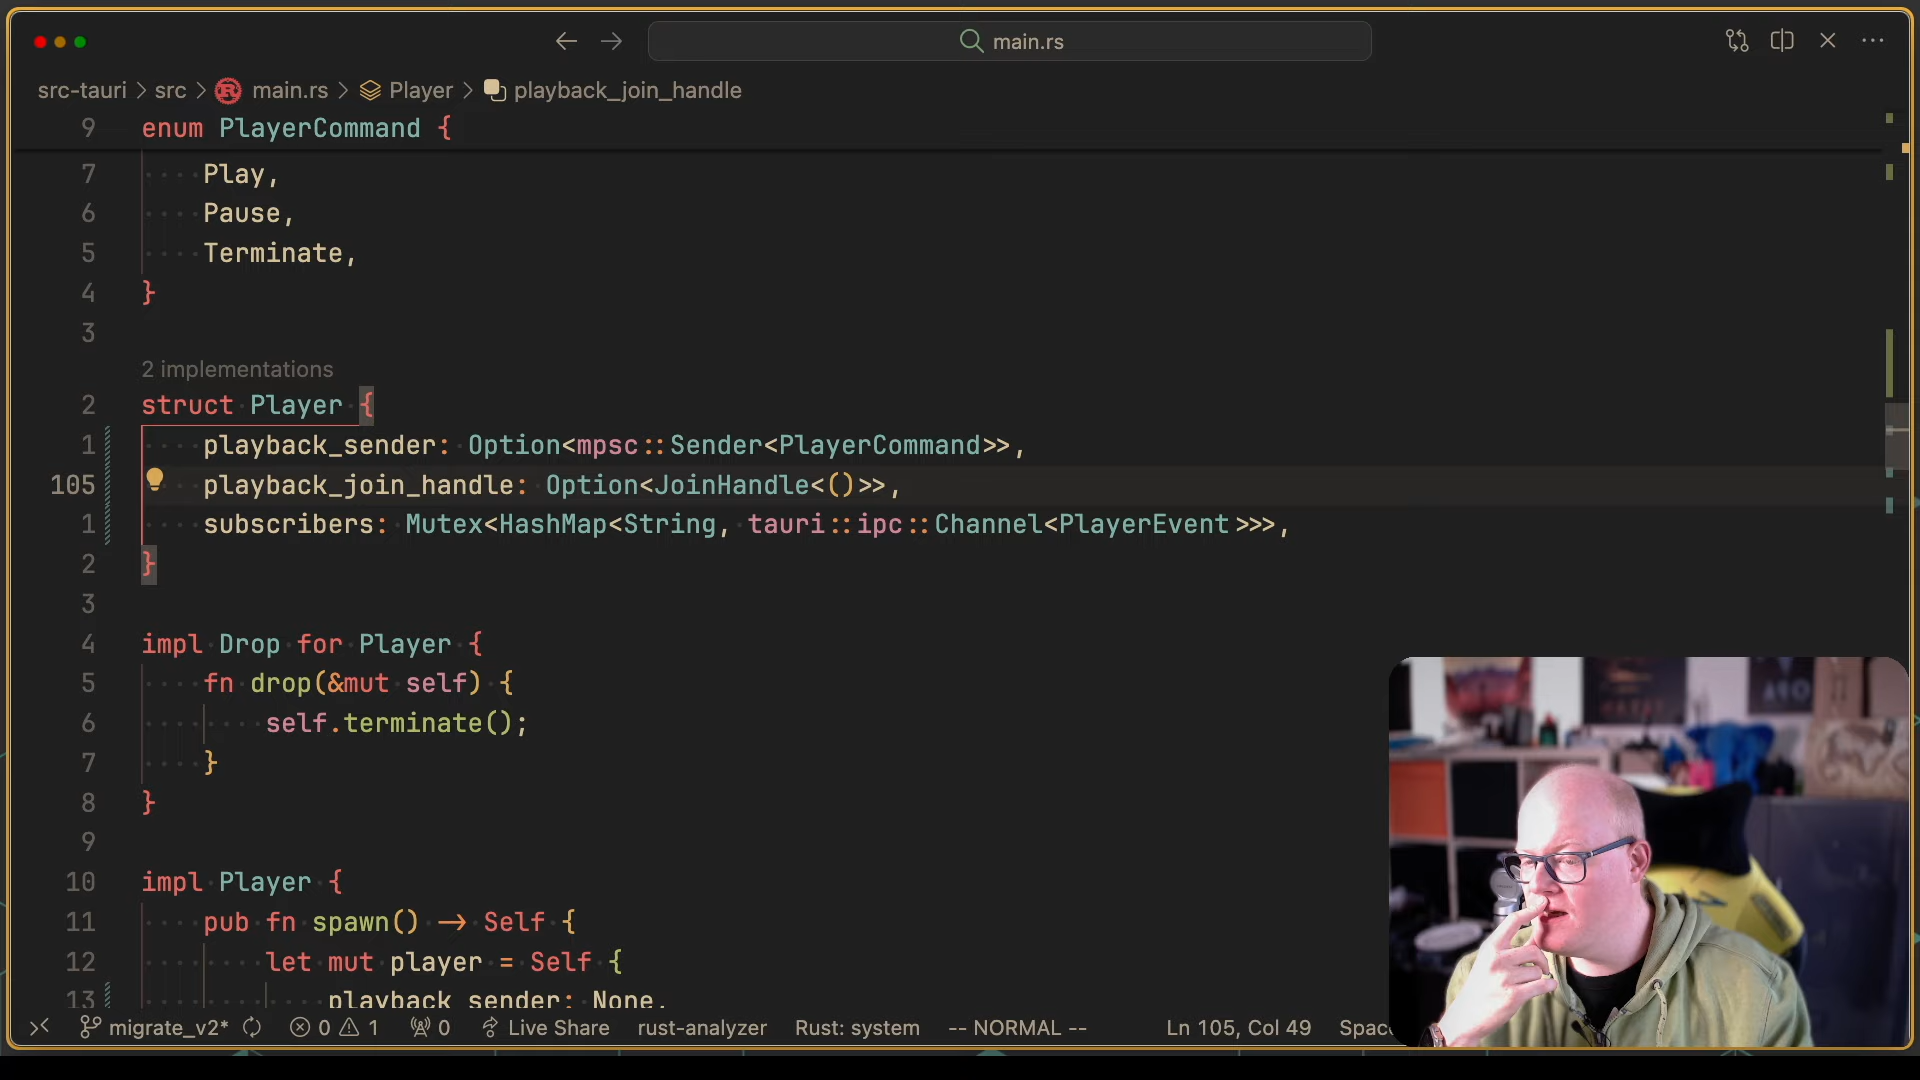 main.rs
src-tauri > src > main.rs > Player > playback_join_handle
9 enum PlayerCommand {
7 Play,
6 Pause,
5 Terminate,
4 }
3
2 implementations
2 struct Player {
1 playback_sender: Option<mpsc::Sender<PlayerCommand>>,
105 playback_join_handle: Option<JoinHandle<()>>,
1 subscribers: Mutex<HashMap<String, tauri::ipc::Channel<PlayerEvent>>>,
2 }
3
4 impl Drop for Player {
5 fn drop(&mut self) {
6 self.terminate();
7 }
8 }
9
10 impl Player {
11 pub fn spawn() -> Self {
12 let mut player = Self {
13 playback_sender: None,
migrate_v2* 0 1 0 Live Share rust-analyzer Rust: system -- NORMAL -- Ln 105, Col 49 Spac